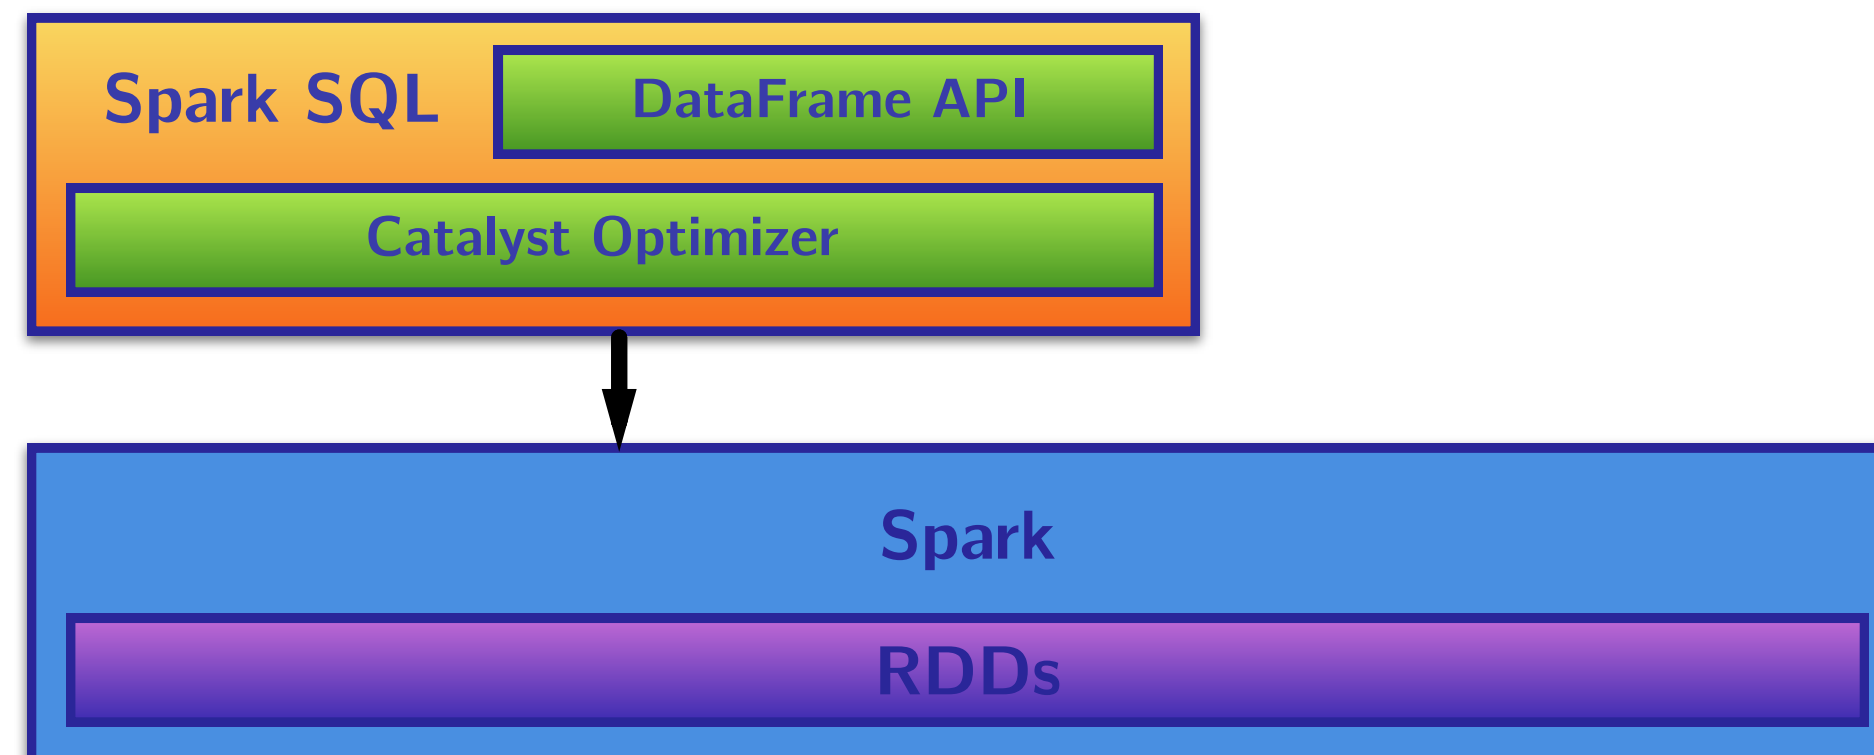 Spark SQL
DataFrame API
Catalyst Optimizer
Spark
RDDs